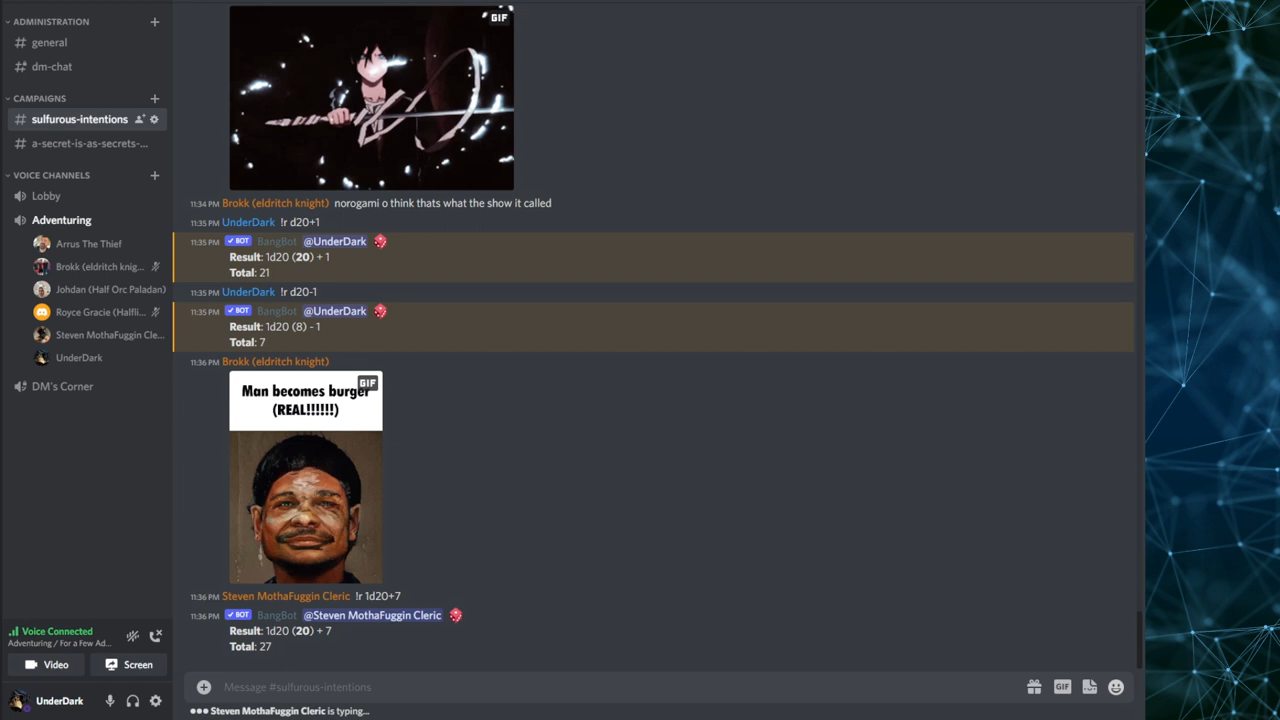 ADMINISTRATION
general
dm-chat
CAMPAIGNS
sulfurous-intentions
a-secret-is-as-secrets-...
VOICE CHANNELS
Lobby
Adventuring
Arrus The Thief
Brokk (eldritch knig...
Johdan (Half Orc Paladan)
Royce Gracie (Halfli...
Steven MothaFuggin Cle...
UnderDark
DM's Corner
Voice Connected
Adventuring / For a Few Ad...
Video
Screen
UnderDark
GIF
11:34 PM Brokk (eldritch knight) norogami o think thats what the show it called
11:35 PM UnderDark !r d20+1
11:35 PM BOT BangBot @UnderDark
Result: 1d20 (20) + 1
Total: 21
11:35 PM UnderDark !r d20-1
11:35 PM BOT BangBot @UnderDark
Result: 1d20 (8) - 1
Total: 7
11:36 PM Brokk (eldritch knight)
GIF
Man becomes burger
(REAL!!!!!!)
11:36 PM Steven MothaFuggin Cleric !r 1d20+7
11:36 PM BOT BangBot @Steven MothaFuggin Cleric
Result: 1d20 (20) + 7
Total: 27
Message #sulfurous-intentions
GIF
Steven MothaFuggin Cleric is typing...